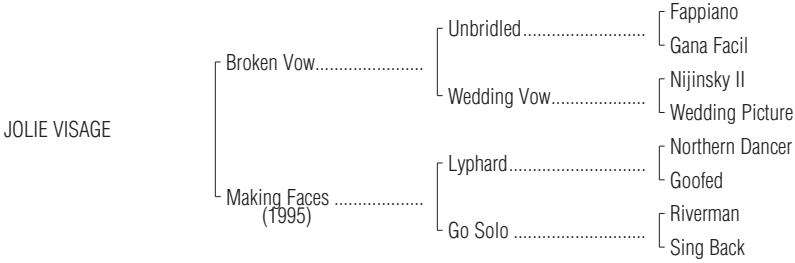 Fappiano
Unbridled..............................
Gana Facil
Broken Vow.......................
Nijinsky II
Wedding Vow.......................
Wedding Picture
JOLIE VISAGE
Northern Dancer
Lyphard..............................
Goofed
Making Faces ...................
(1995)
Riverman
Go Solo ............................
Sing Back